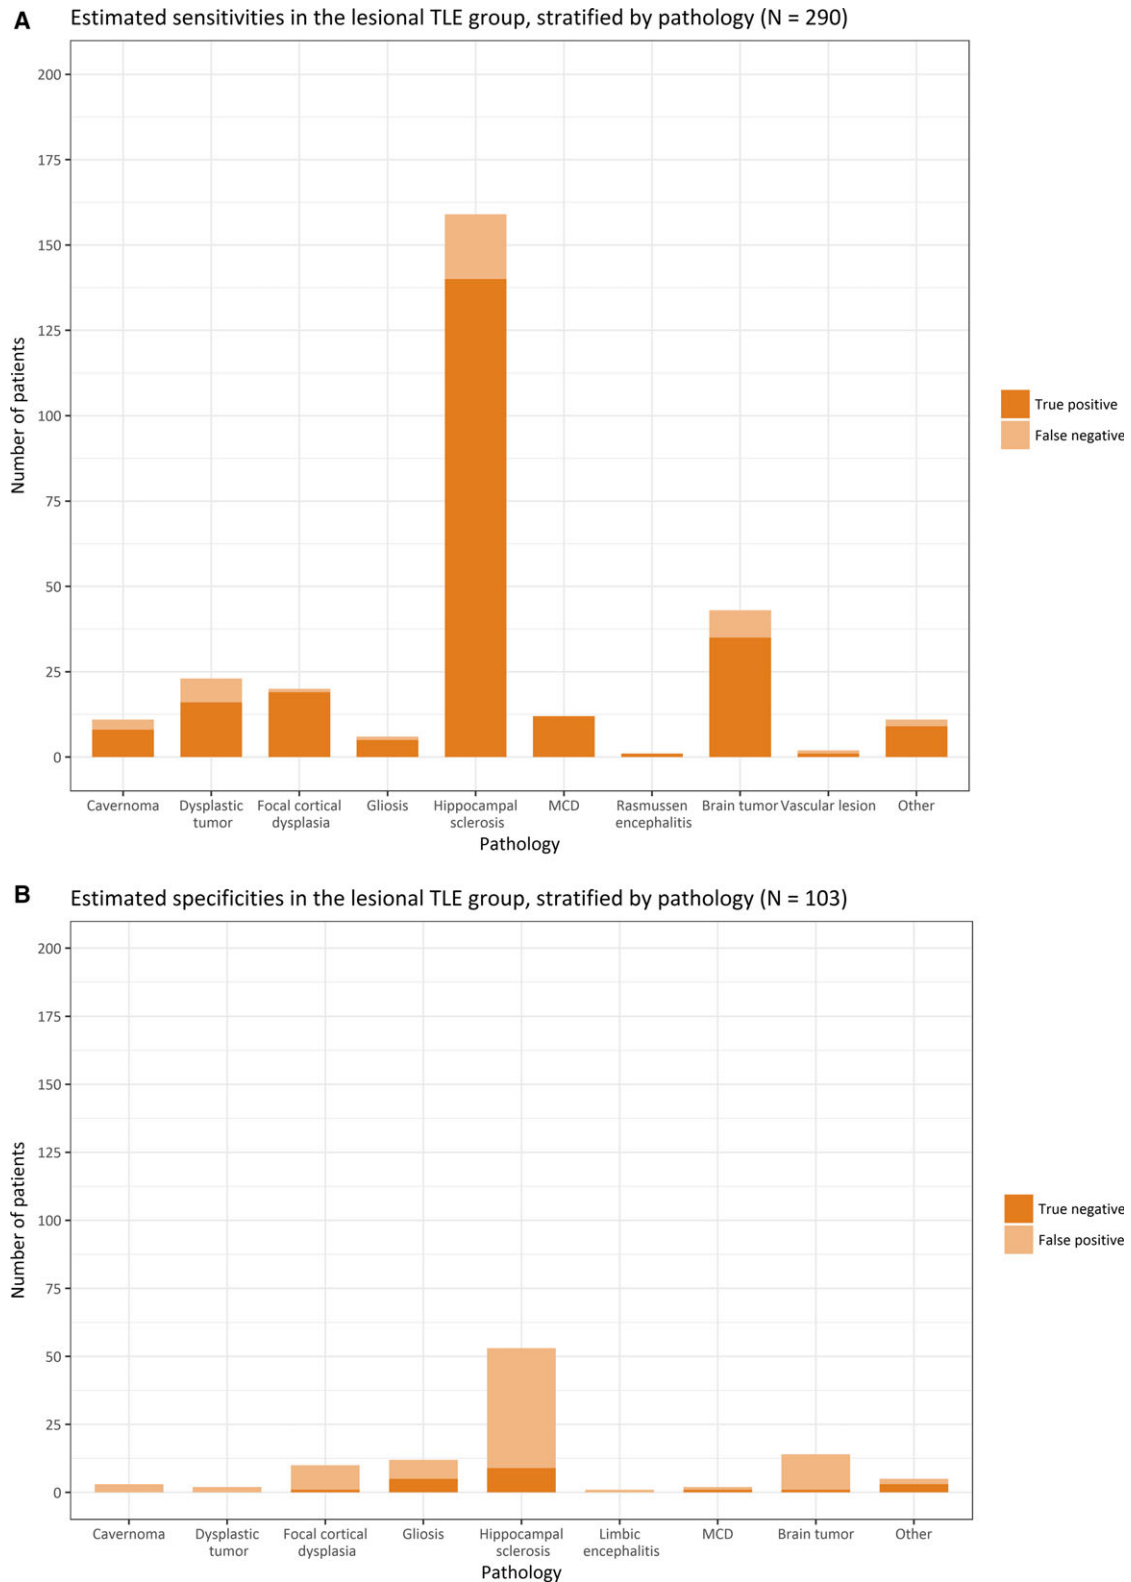 A Estimated sensitivities in the lesional TLE group, stratified by pathology (N = 290)
200
175
150
125
100
75
50
25
0
Number of patients
Cavernoma
Dysplastic
tumor
Focal cortical
dysplasia
Gliosis
Hippocampal
sclerosis
MCD
Rasmussen
encephalitis
Brain tumor
Vascular lesion
Other
Pathology
True positive
False negative
B Estimated specificities in the lesional TLE group, stratified by pathology (N = 103)
200
175
150
125
100
75
50
25
0
Number of patients
Cavernoma
Dysplastic
tumor
Focal cortical
dysplasia
Gliosis
Hippocampal
sclerosis
Limbic
encephalitis
MCD
Brain tumor
Other
Pathology
True negative
False positive